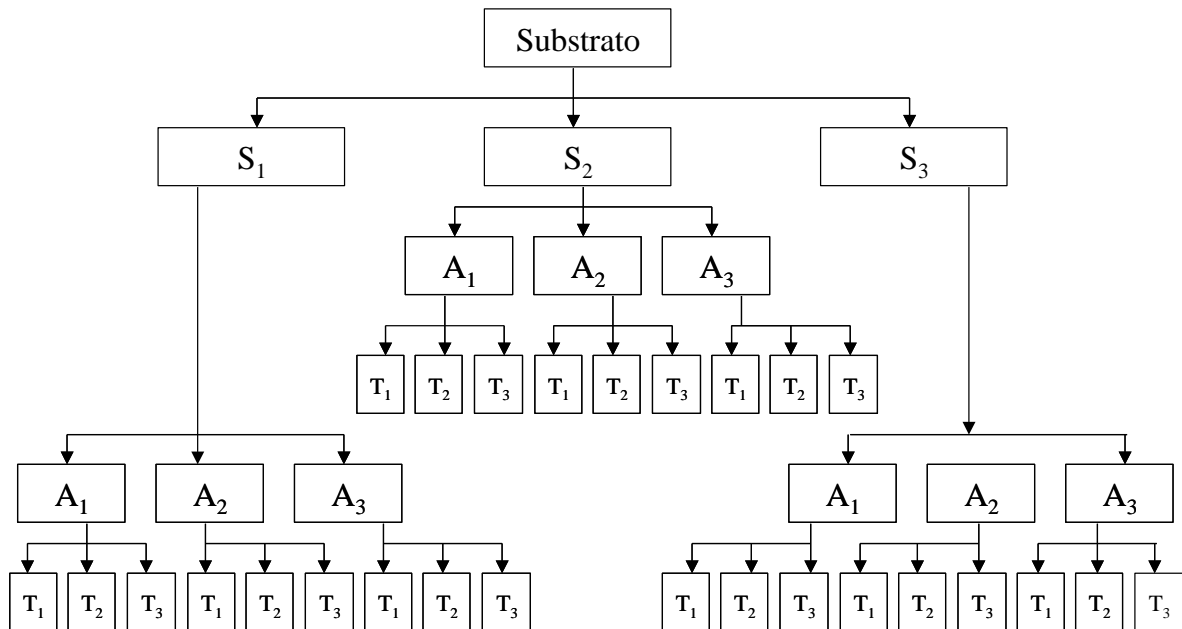 Substrato
S₁ S₂ S₃
A₁ A₂ A₃
T₁ T₂ T₃ T₁ T₂ T₃ T₁ T₂ T₃
A₁ A₂ A₃ A₁ A₂ A₃
T₁ T₂ T₃ T₁ T₂ T₃ T₁ T₂ T₃ T₁ T₂ T₃ T₁ T₂ T₃ T₁ T₂ T₃